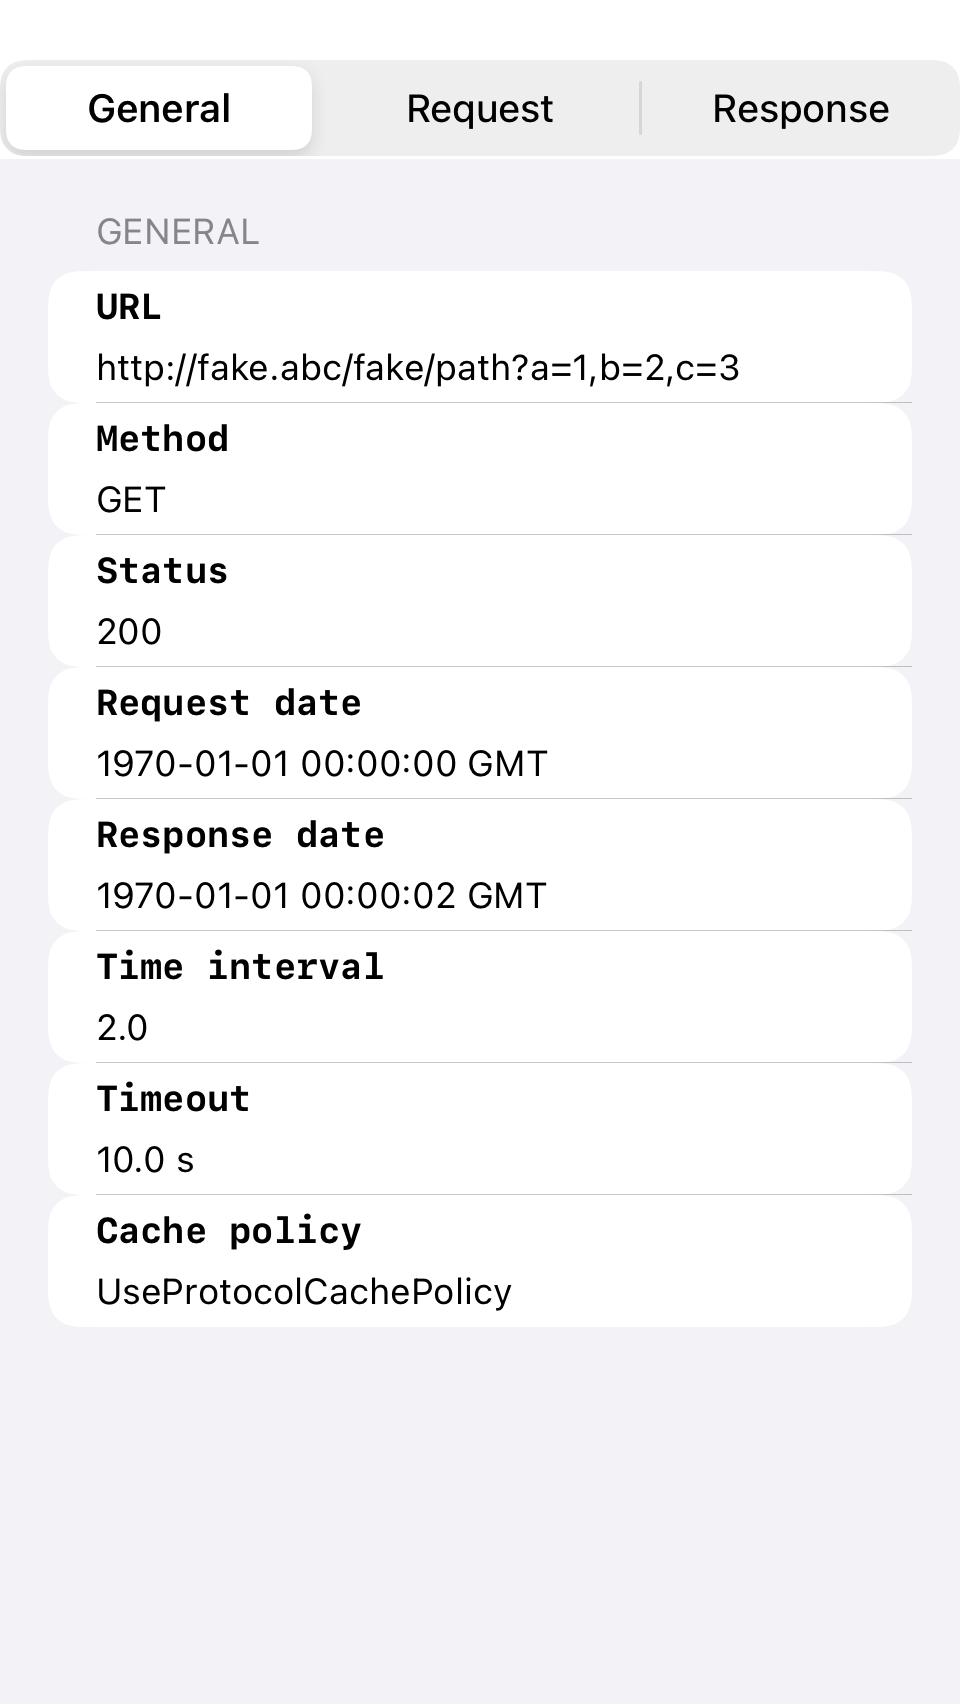 General Request Response
GENERAL
URL
http://fake.abc/fake/path?a=1,b=2,c=3
Method
GET
Status
200
Request date
1970-01-01 00:00:00 GMT
Response date
1970-01-01 00:00:02 GMT
Time interval
2.0
Timeout
10.0 s
Cache policy
UseProtocolCachePolicy